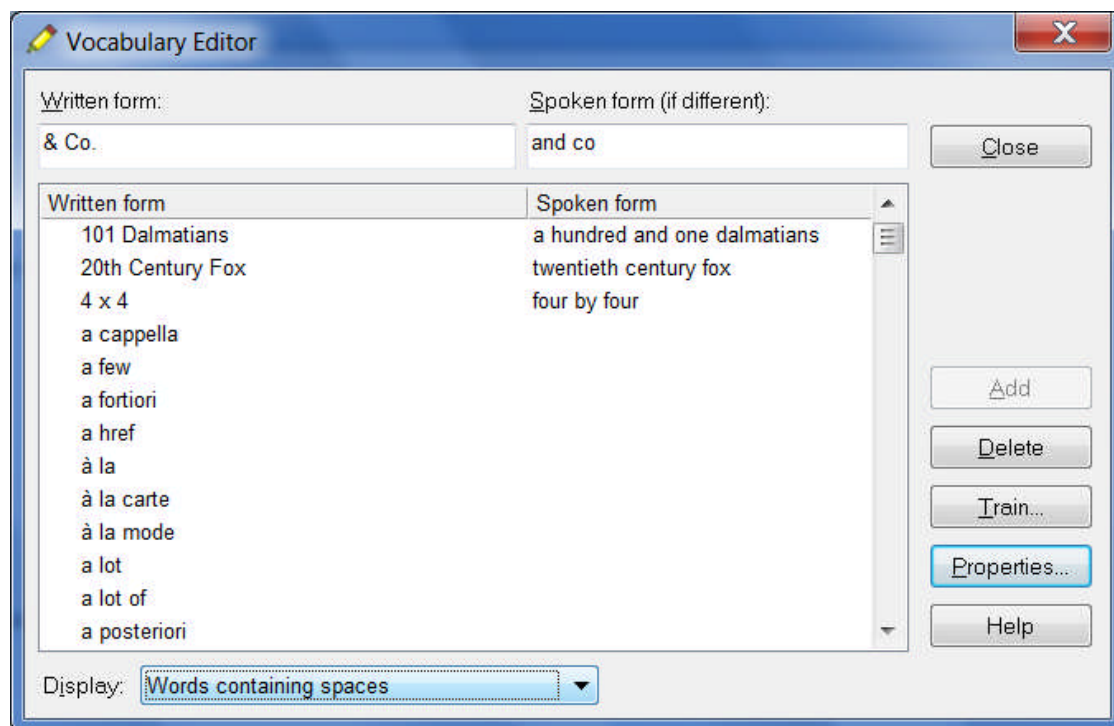 Vocabulary Editor
X
Written form: Spoken form (if different):
& Co. and co Close
Written form Spoken form
101 Dalmatians a hundred and one dalmatians
20th Century Fox twentieth century fox
4 x 4 four by four
a cappella
a few
a fortiori
a href
à la
à la carte
à la mode
a lot
a lot of
a posteriori
Add
Delete
Train...
Properties...
Help
Display: Words containing spaces